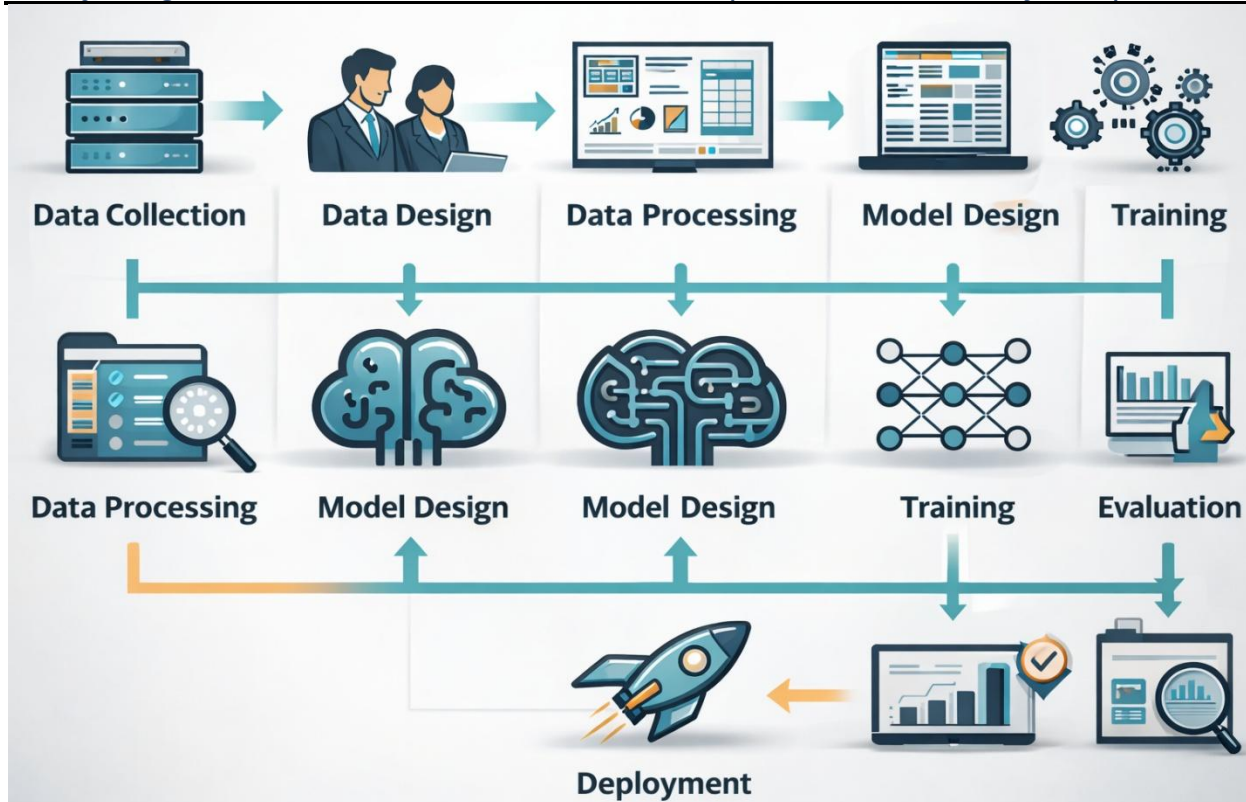 Data Collection
Data Design
Data Processing
Model Design
Training
Data Processing
Model Design
Model Design
Training
Evaluation
Deployment